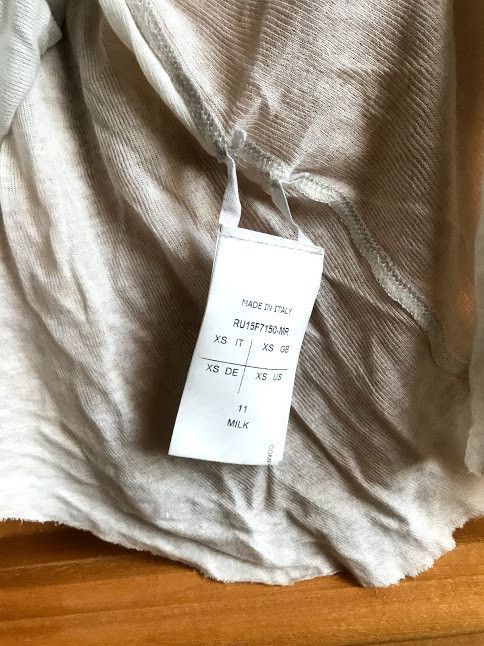 MADE IN ITALY
RU15F7150-MR
XS IT XS GB
XS DE XS US
11
MILK